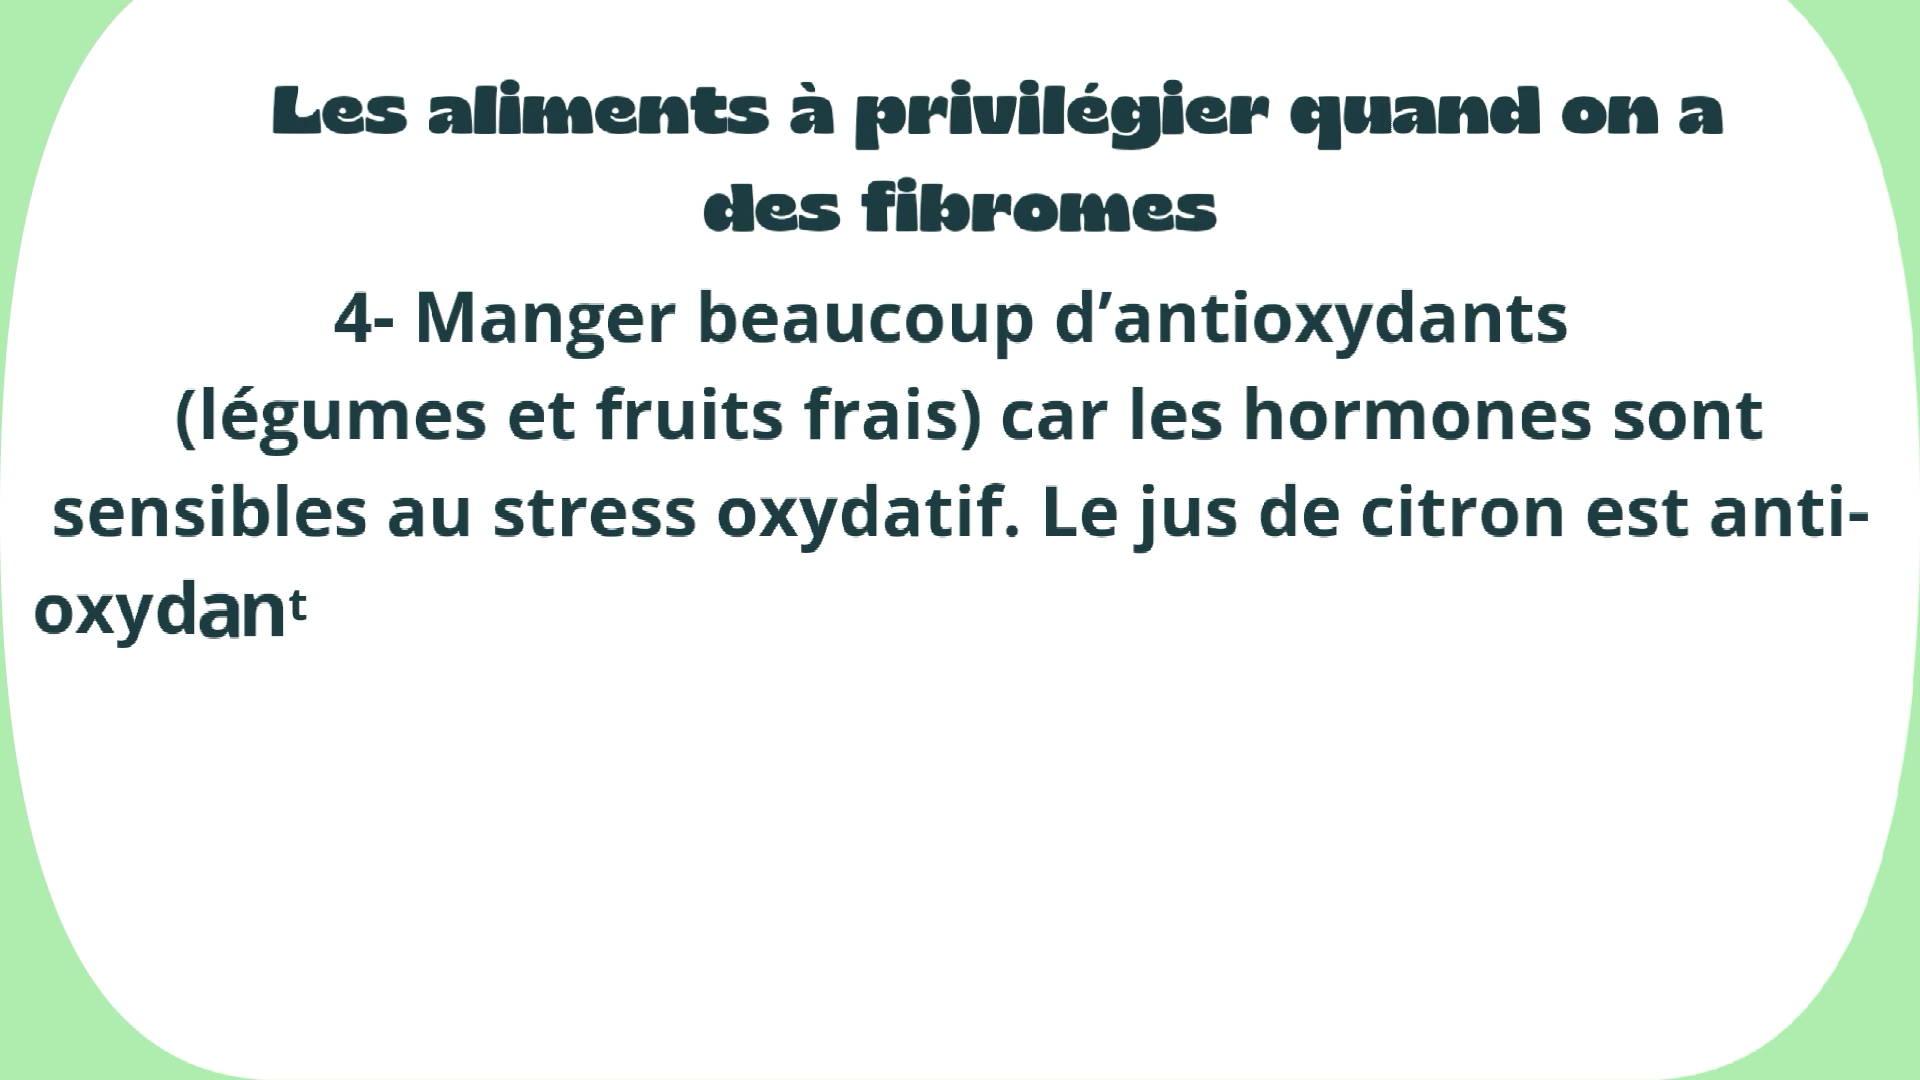 Les aliments à privilégier quand on a
des fibromes
4- Manger beaucoup d’antioxydants
(légumes et fruits frais) car les hormones sont
sensibles au stress oxydatif. Le jus de citron est anti-
oxydant